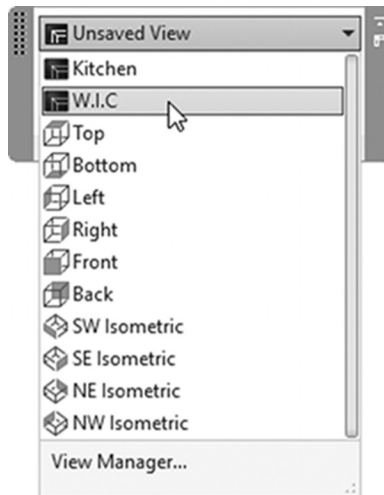 Unsaved View
Kitchen
W.I.C
Top
Bottom
Left
Right
Front
Back
SW Isometric
SE Isometric
NE Isometric
NW Isometric
View Manager...